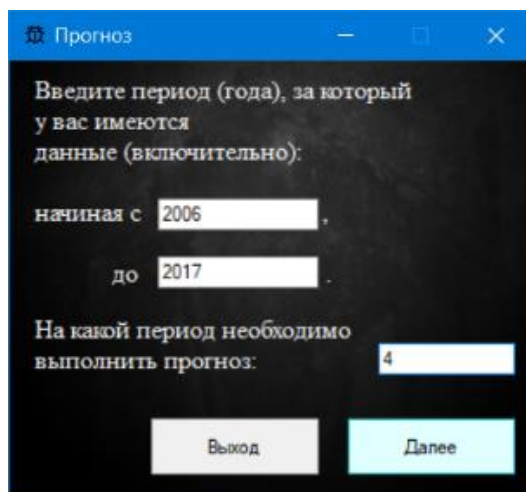 Прогноз
Введите период (года), за который
у вас имеются
данные (включительно):
начиная с 2006 ,
до 2017 .
На какой период необходимо
выполнить прогноз: 4
Выход Далее